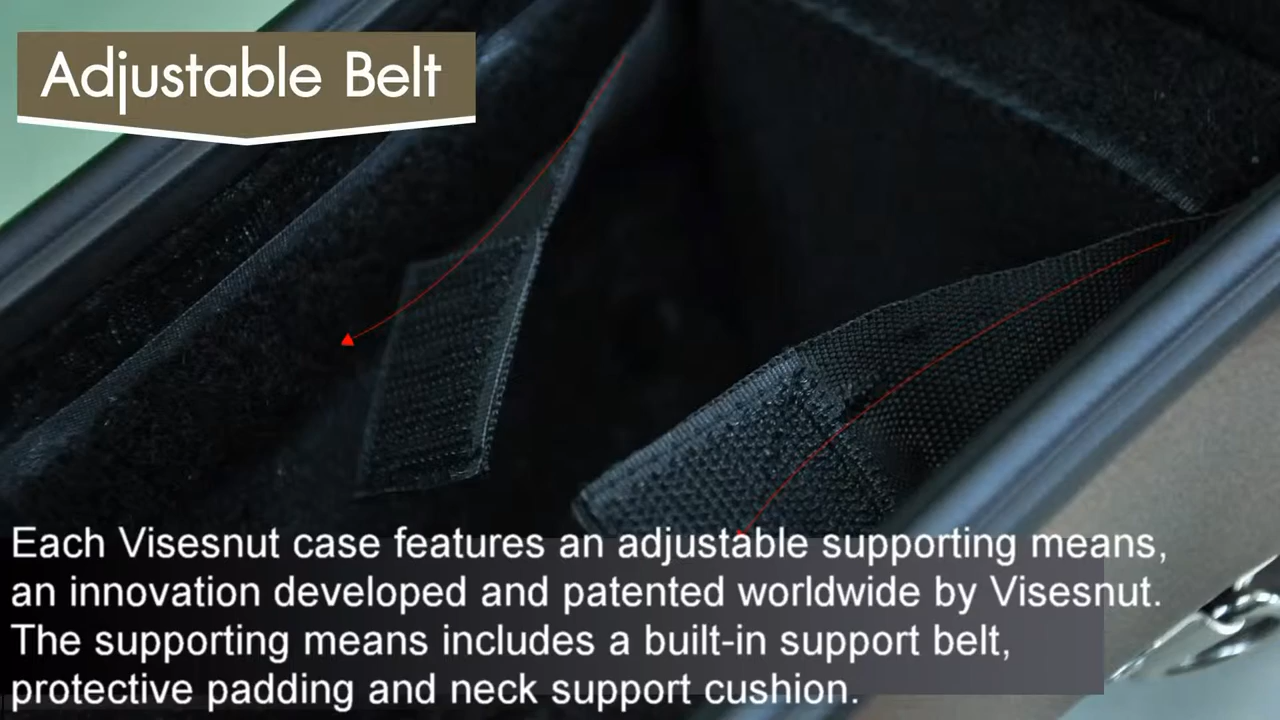 Adjustable Belt
Each Visesnut case features an adjustable supporting means,
an innovation developed and patented worldwide by Visesnut.
The supporting means includes a built-in support belt,
protective padding and neck support cushion.